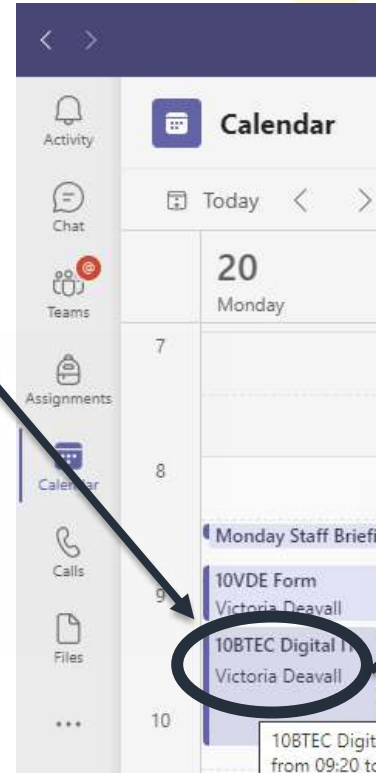 Activity
Chat
@
Teams
Assignments
Calendar
Calls
Files
...
Calendar
Today
20
Monday
7
8
Monday Staff Briefi
9
10VDE Form
Victoria Deavall
10BTEC Digital
Victoria Deavall
10
10BTEC Digit
from 09:20 to